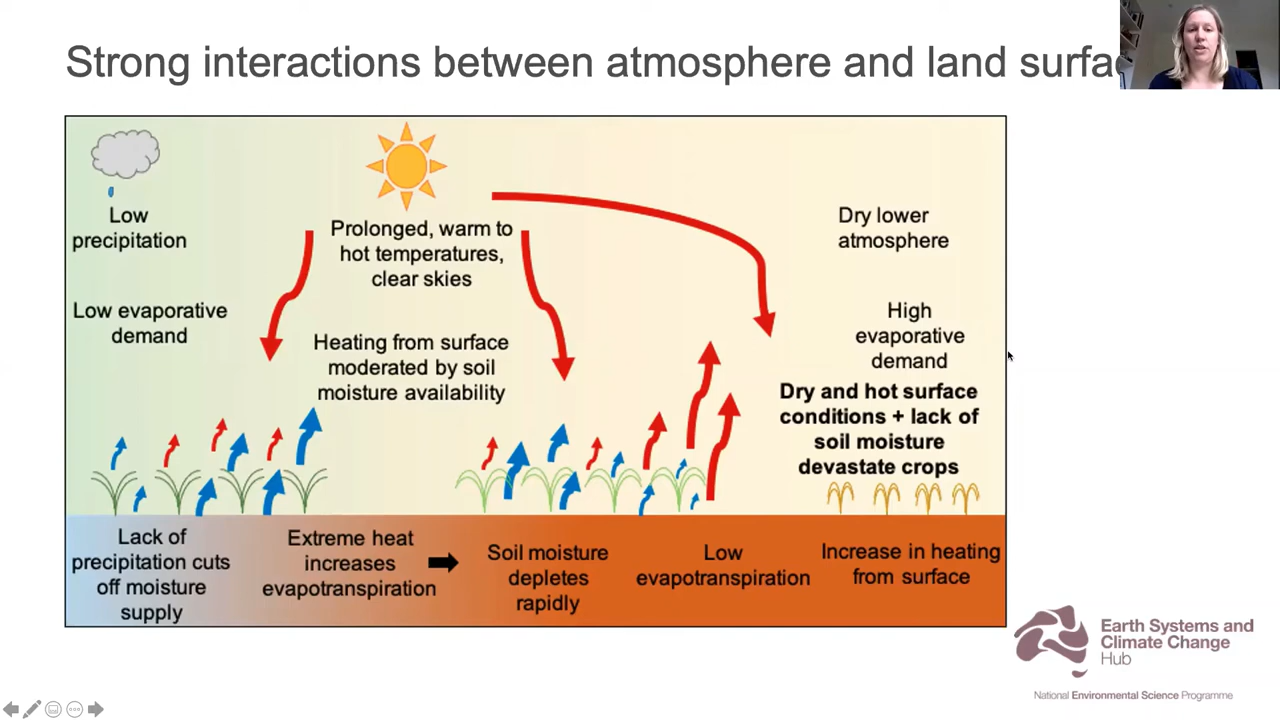 Strong interactions between atmosphere and land surfa
Low
precipitation
Prolonged, warm to
hot temperatures,
clear skies
Dry lower
atmosphere
Low evaporative
demand
Heating from surface
moderated by soil
moisture availability
High
evaporative
demand
Dry and hot surface
conditions + lack of
soil moisture
devastate crops
Lack of
precipitation cuts
off moisture
supply
Extreme heat
increases
evapotranspiration
Soil moisture
depletes
rapidly
Low
evapotranspiration
Increase in heating
from surface
Earth Systems and
Climate Change
Hub
National Environmental Science Programme